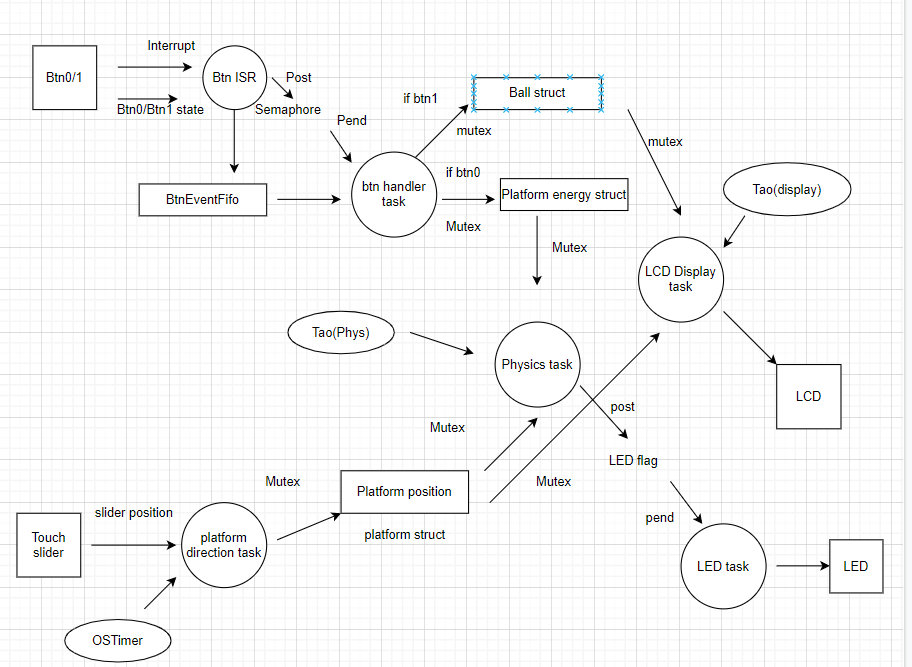 Interrupt
Btn0/1
Btn ISR
Post
Btn0/Btn1 state
Semaphore
if btn1
Ball struct
Pend
mutex
mutex
BtnEventFifo
btn handler
task
if btn0
Platform energy struct
Tao(display)
Mutex
Mutex
LCD Display
task
Tao(Phys)
Physics task
LCD
post
Mutex
LED flag
Mutex
Platform position
Mutex
slider position
platform struct
pend
Touch
slider
platform
direction task
LED task
LED
OSTimer